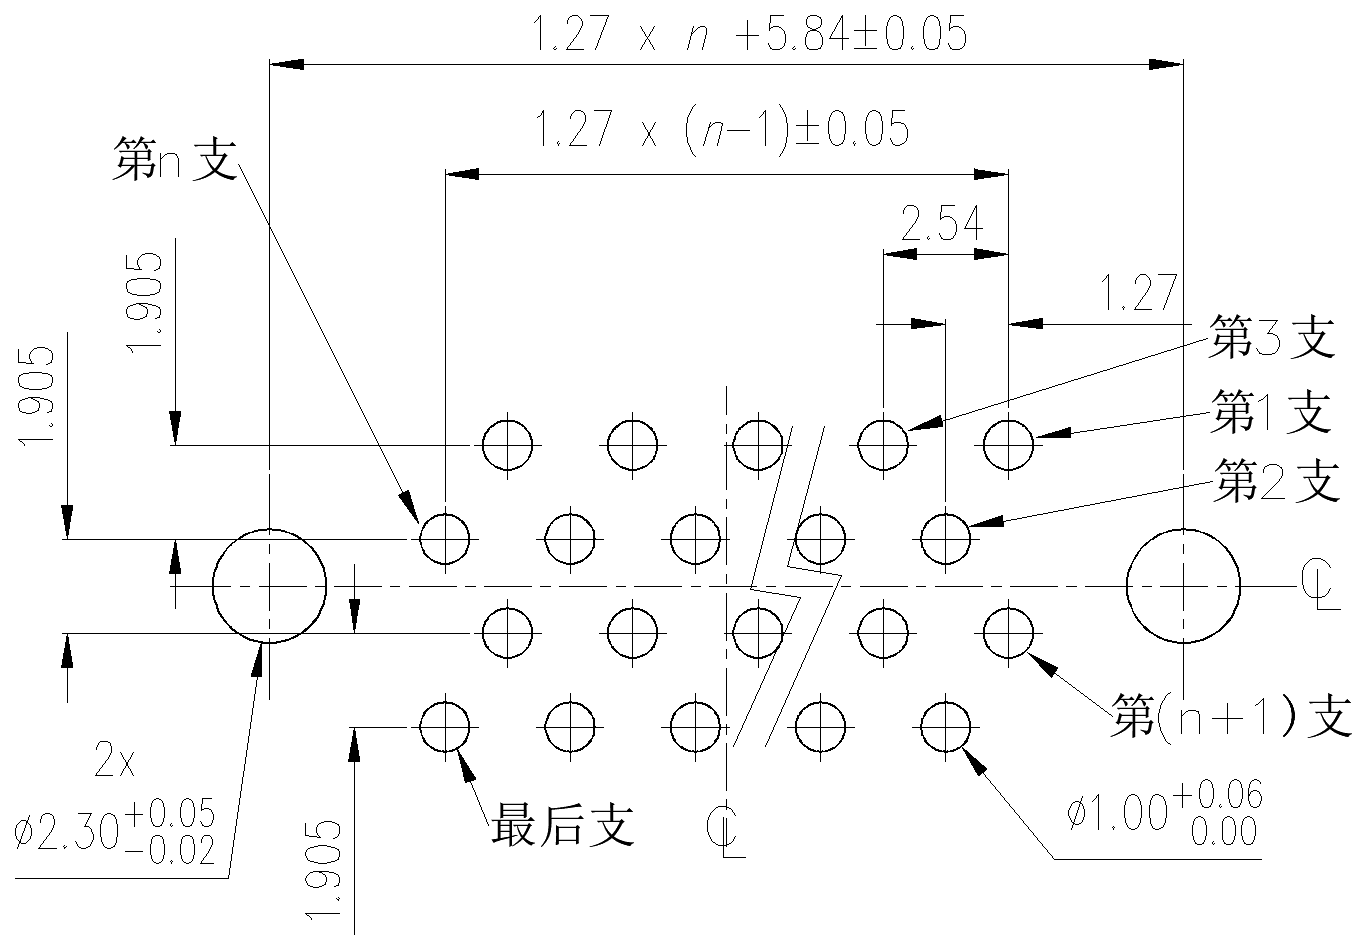 1.27 x n +5.84±0.05
1.27 x (n-1)±0.05
第n支
2.54
1.905
1.27
第3支
1.905
第1支
第2支
℄
第(n+1)支
2x
ø2.30 +0.05 -0.02
1.905
最后支
℄
ø1.00 +0.06 0.00